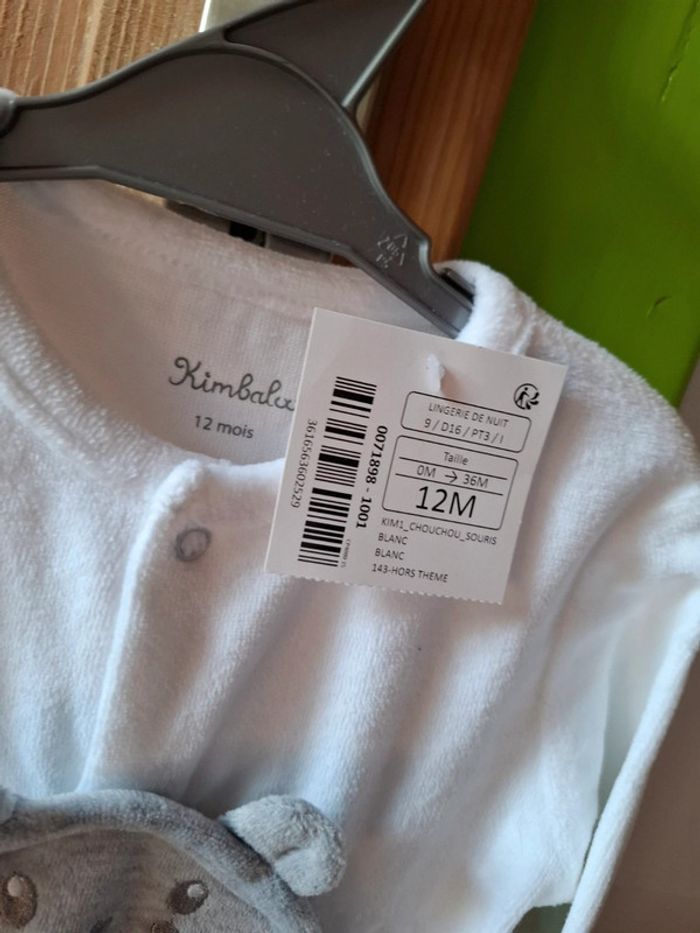 Kimbaloo
12 mois
3616563602529
0071898 - 1001
LINGERIE DE NUIT
9 / D16 / PT3 / I
Taille
0M → 36M
12M
KIM1_CHOUCHOU_SOURIS
BLANC
BLANC
143-HORS THEME